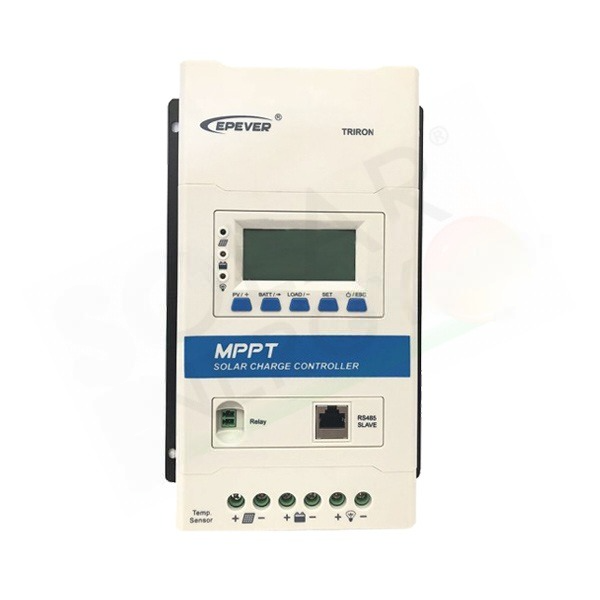 EPEVER®
TRIRON
PV/+ BATT/→ LOAD/− SET ⏻/ESC
MPPT
SOLAR CHARGE CONTROLLER
Relay
RS485
SLAVE
Temp.
Sensor
+ − + − + −